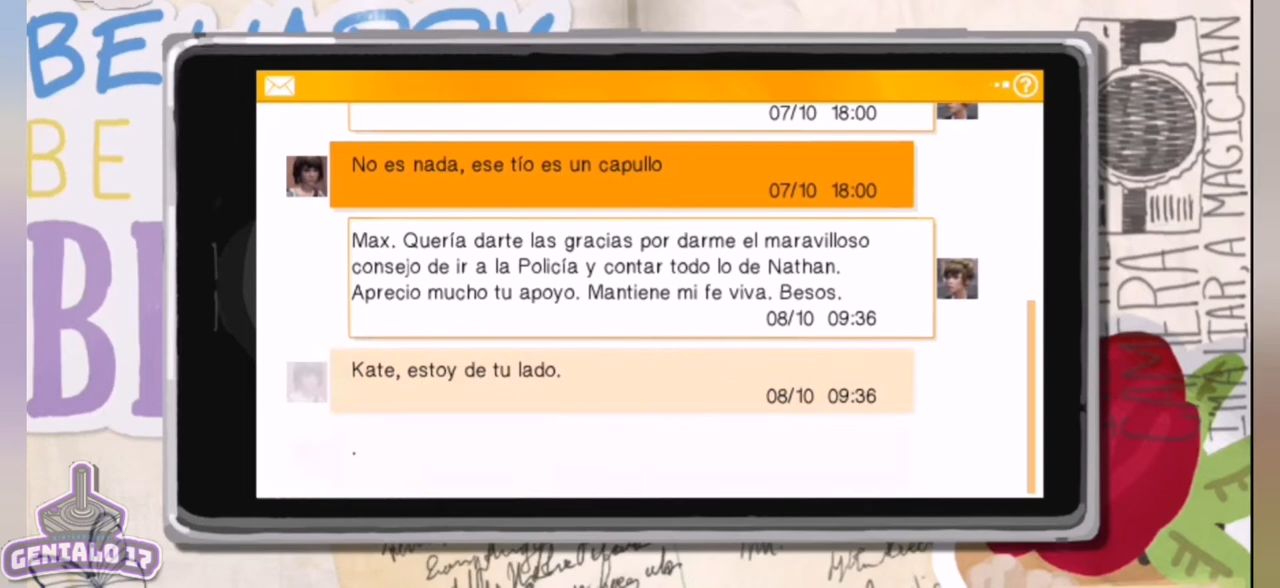 BE HAPPY
BE
07/10 18:00
No es nada, ese tío es un capullo
07/10 18:00
Max. Quería darte las gracias por darme el maravilloso
consejo de ir a la Policía y contar todo lo de Nathan.
Aprecio mucho tu apoyo. Mantiene mi fe viva. Besos.
08/10 09:36
Kate, estoy de tu lado.
08/10 09:36
.
CAMERA
A MAGICIAN
GENIALO 17